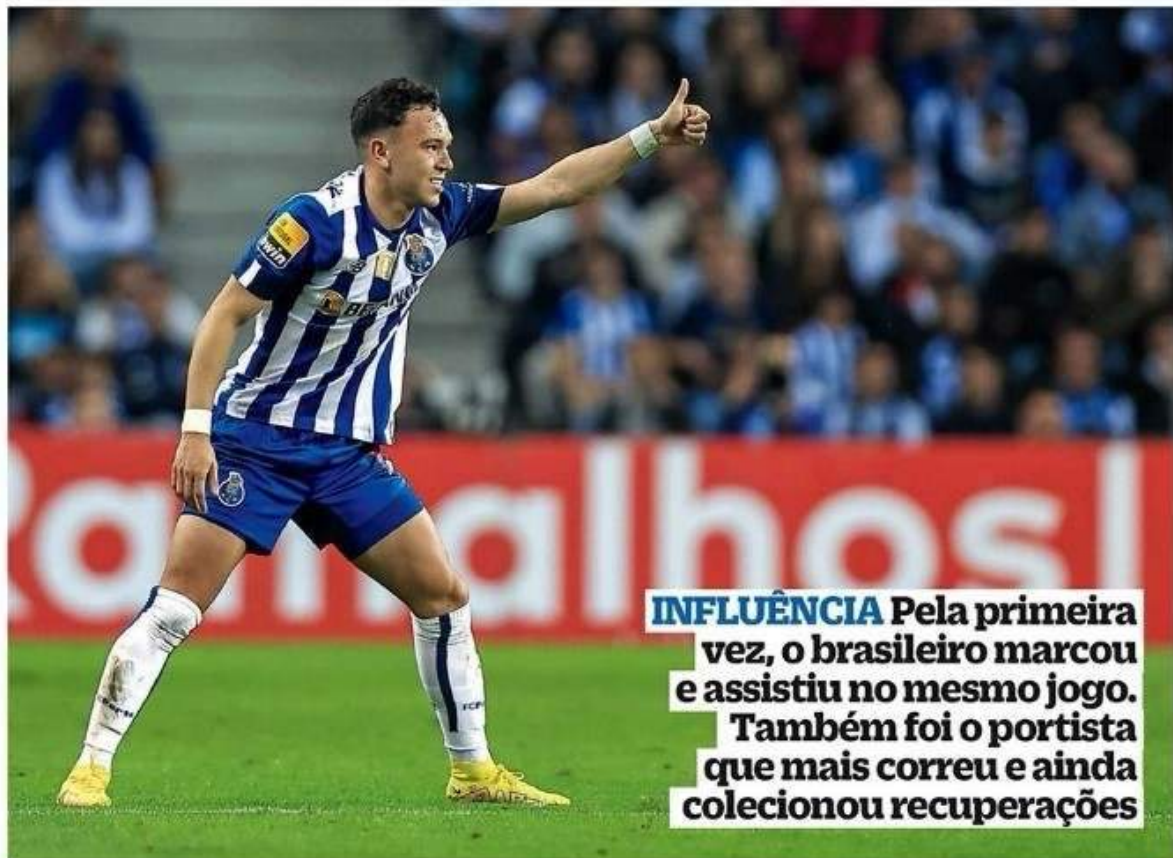 Ramalhos
bwin
INFLUÊNCIA Pela primeira
vez, o brasileiro marcou
e assistiu no mesmo jogo.
Também foi o portista
que mais correu e ainda
colecionou recuperações